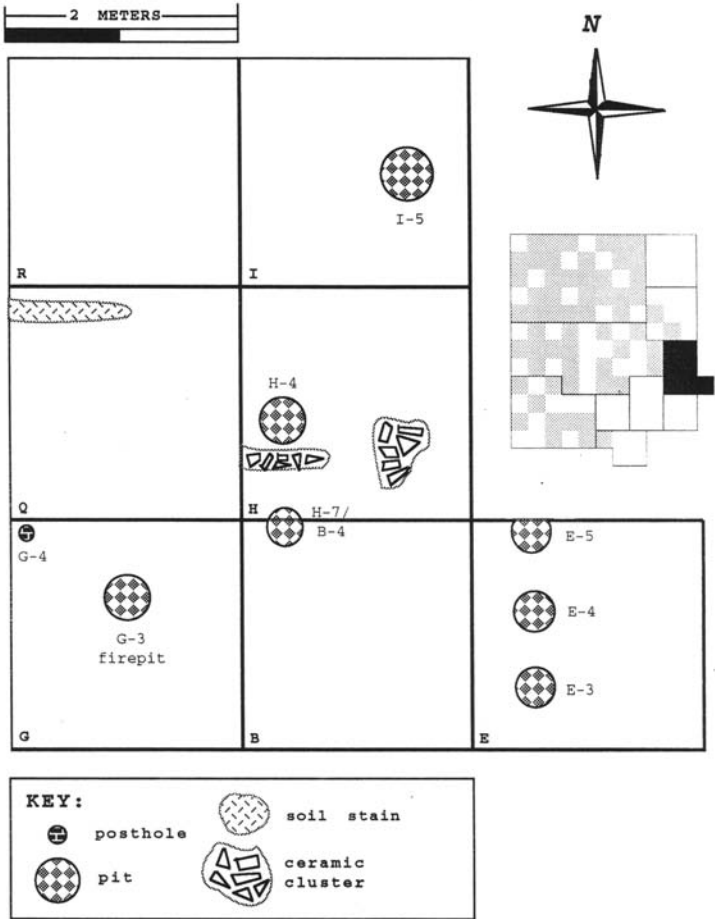 2 METERS
N
I-5
R
I
H-4
Q
H
H-7/
B-4
G-4
E-5
G-3
firepit
E-4
E-3
G
B
E
KEY:
posthole
soil stain
pit
ceramic
cluster